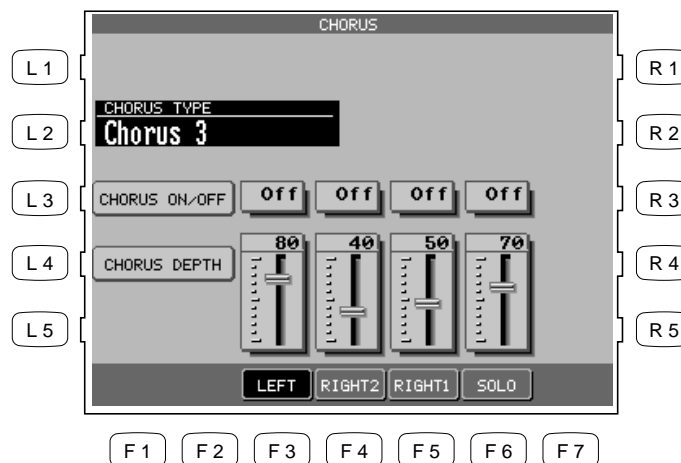 CHORUS
L 1
R 1
CHORUS TYPE
L 2
Chorus 3
R 2
L 3
CHORUS ON/OFF
Off
Off
Off
Off
R 3
80
40
50
70
L 4
CHORUS DEPTH
R 4
L 5
R 5
LEFT
RIGHT2
RIGHT1
SOLO
F 1
F 2
F 3
F 4
F 5
F 6
F 7